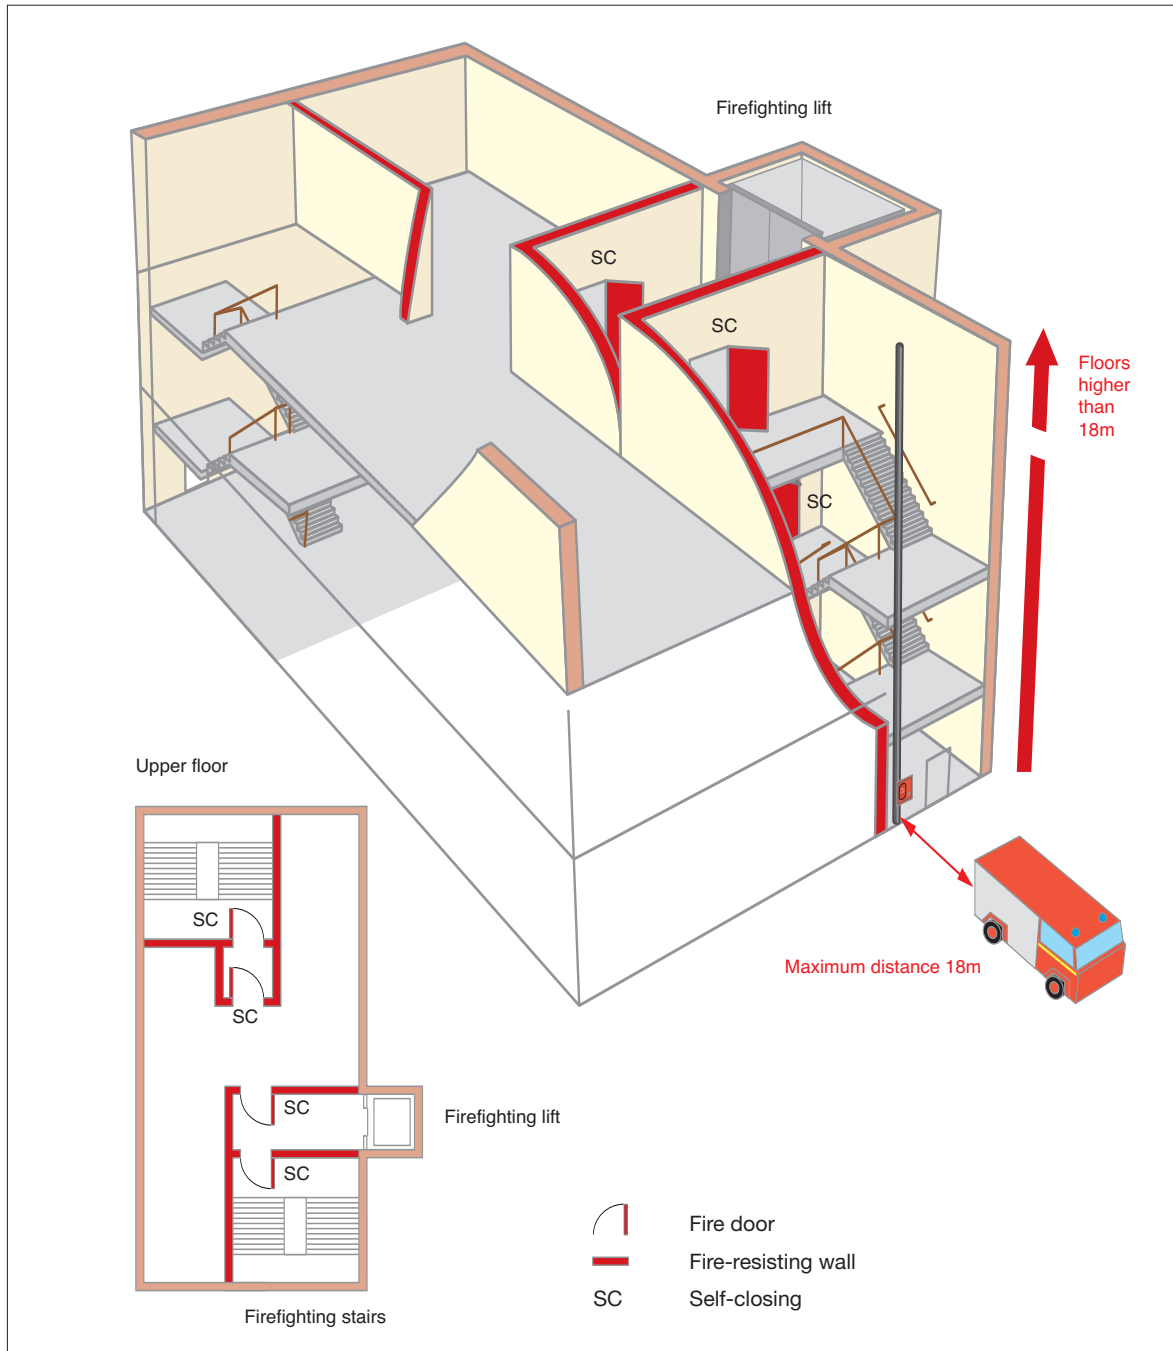 Firefighting lift
SC
SC
Floors
higher
than
18m
SC
Upper floor
Maximum distance 18m
SC
SC
SC
Firefighting lift
SC
Fire door
Fire-resisting wall
SC Self-closing
Firefighting stairs